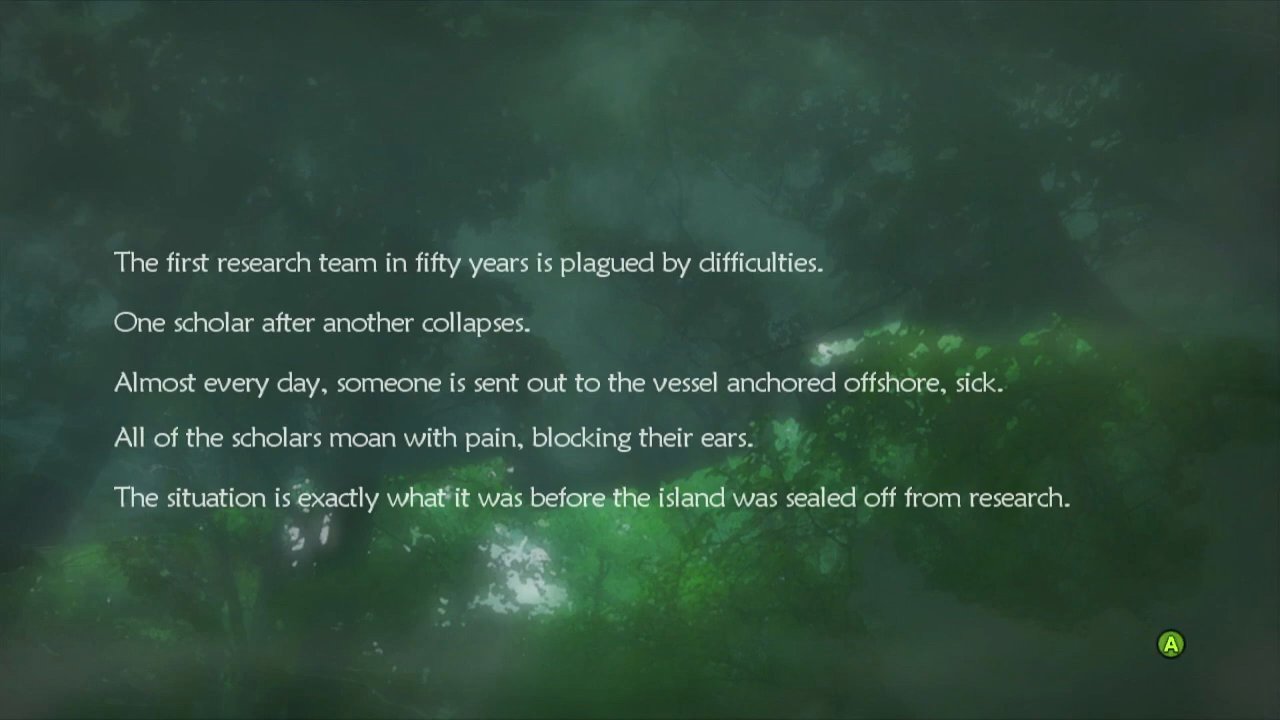 The first research team in fifty years is plagued by difficulties.
One scholar after another collapses.
Almost every day, someone is sent out to the vessel anchored offshore, sick.
All of the scholars moan with pain, blocking their ears.
The situation is exactly what it was before the island was sealed off from research.
A